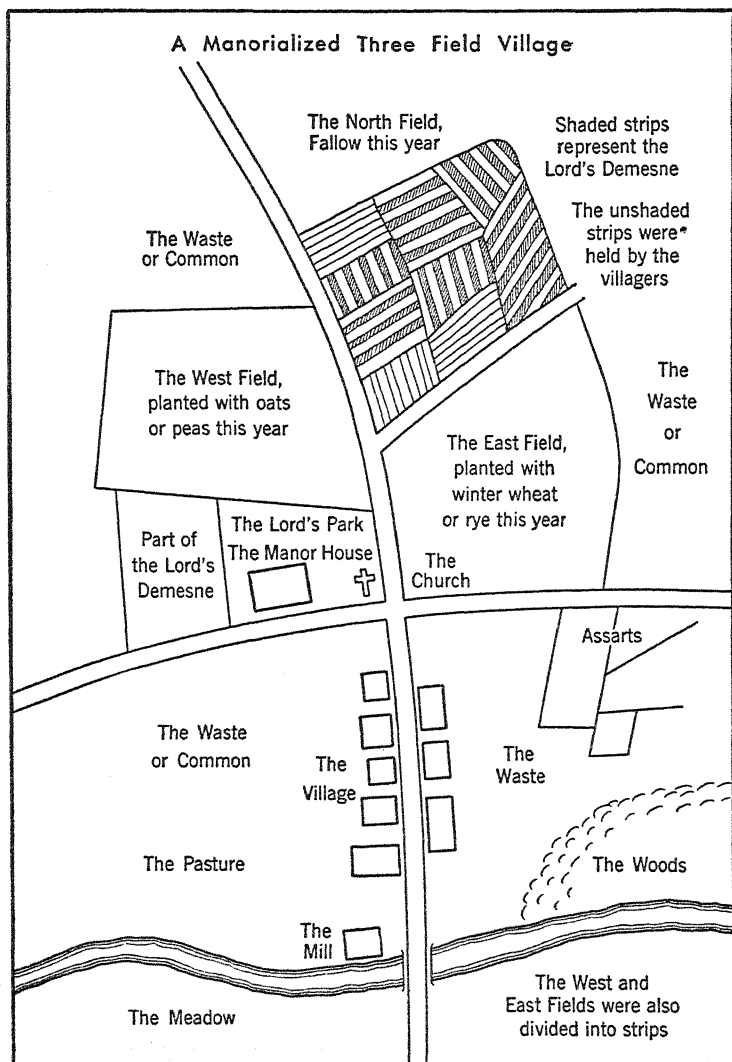 A Manorialized Three Field Village
The North Field,
Fallow this year
Shaded strips
represent the
Lord's Demesne
The unshaded
strips were
held by the
villagers
The Waste
or Common
The West Field,
planted with oats
or peas this year
The
Waste
or
Common
The East Field,
planted with
winter wheat
or rye this year
Part of
the Lord's
Demesne
The Lord's Park
The Manor House
The
Church
Assarts
The Waste
or Common
The
Village
The
Waste
The Pasture
The Woods
The
Mill
The Meadow
The West and
East Fields were also
divided into strips